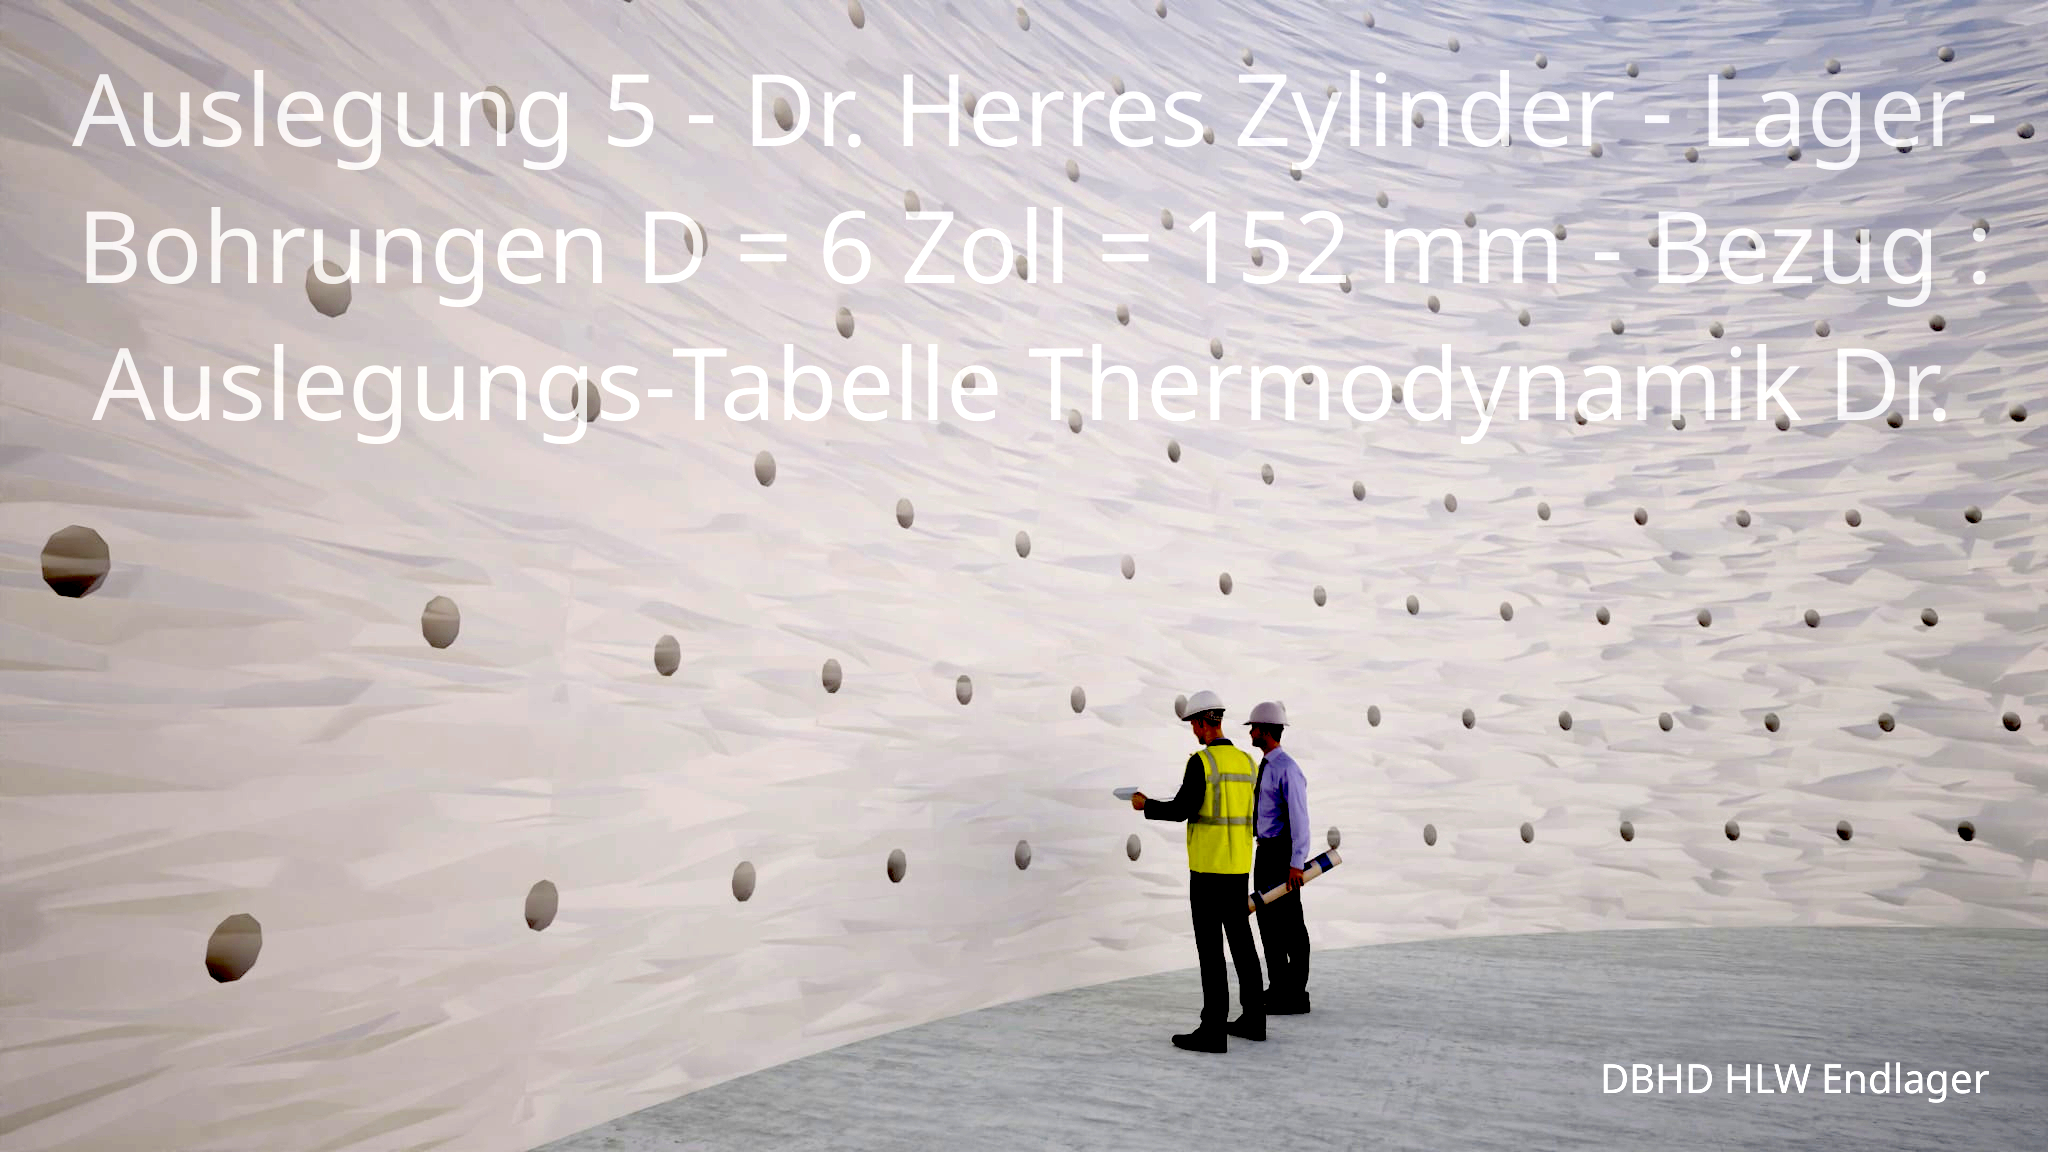 Auslegung 5 - Dr. Herres Zylinder - Lager-
Bohrungen D = 6 Zoll = 152 mm - Bezug :
Auslegungs-Tabelle Thermodynamik Dr.
DBHD HLW Endlager